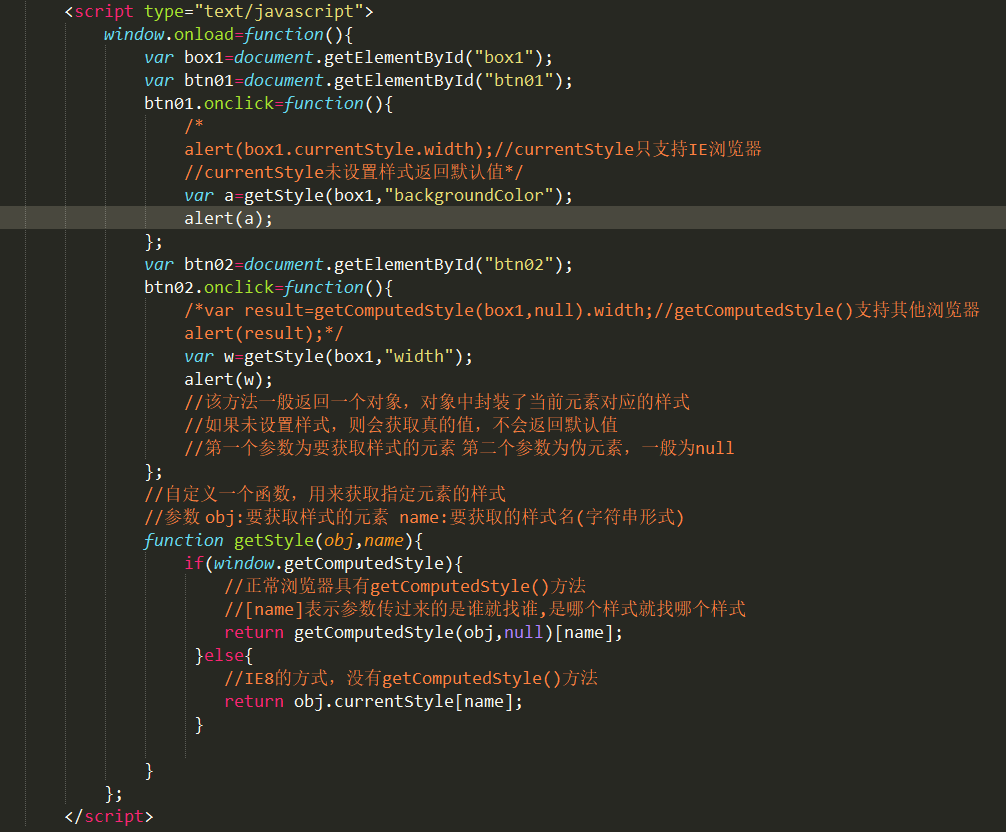 <script type="text/javascript">
window.onload=function(){
var box1=document.getElementById("box1");
var btn01=document.getElementById("btn01");
btn01.onclick=function(){
/*
alert(box1.currentStyle.width);//currentStyle只支持IE浏览器
//currentStyle未设置样式返回默认值*/
var a=getStyle(box1,"backgroundColor");
alert(a);
};
var btn02=document.getElementById("btn02");
btn02.onclick=function(){
/*var result=getComputedStyle(box1,null).width;//getComputedStyle()支持其他浏览器
alert(result);*/
var w=getStyle(box1,"width");
alert(w);
//该方法一般返回一个对象，对象中封装了当前元素对应的样式
//如果未设置样式，则会获取真的值，不会返回默认值
//第一个参数为要获取样式的元素 第二个参数为伪元素，一般为null
};
//自定义一个函数，用来获取指定元素的样式
//参数 obj:要获取样式的元素 name:要获取的样式名(字符串形式)
function getStyle(obj,name){
if(window.getComputedStyle){
//正常浏览器具有getComputedStyle()方法
//[name]表示参数传过来的是谁就找谁,是哪个样式就找哪个样式
return getComputedStyle(obj,null)[name];
}else{
//IE8的方式，没有getComputedStyle()方法
return obj.currentStyle[name];
}
}
};
</script>